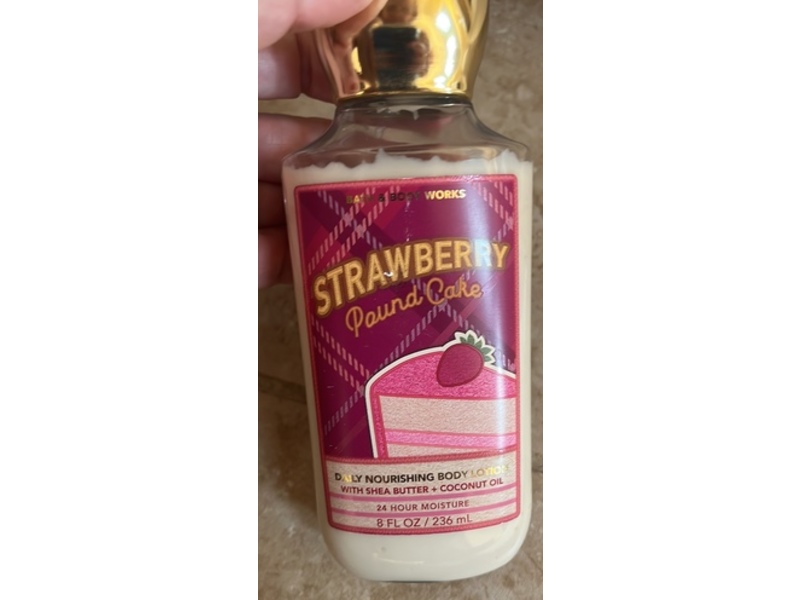 BATH & BODY WORKS
STRAWBERRY
Pound Cake
DAILY NOURISHING BODY LOTION
WITH SHEA BUTTER + COCONUT OIL
24 HOUR MOISTURE
8 FL OZ / 236 mL